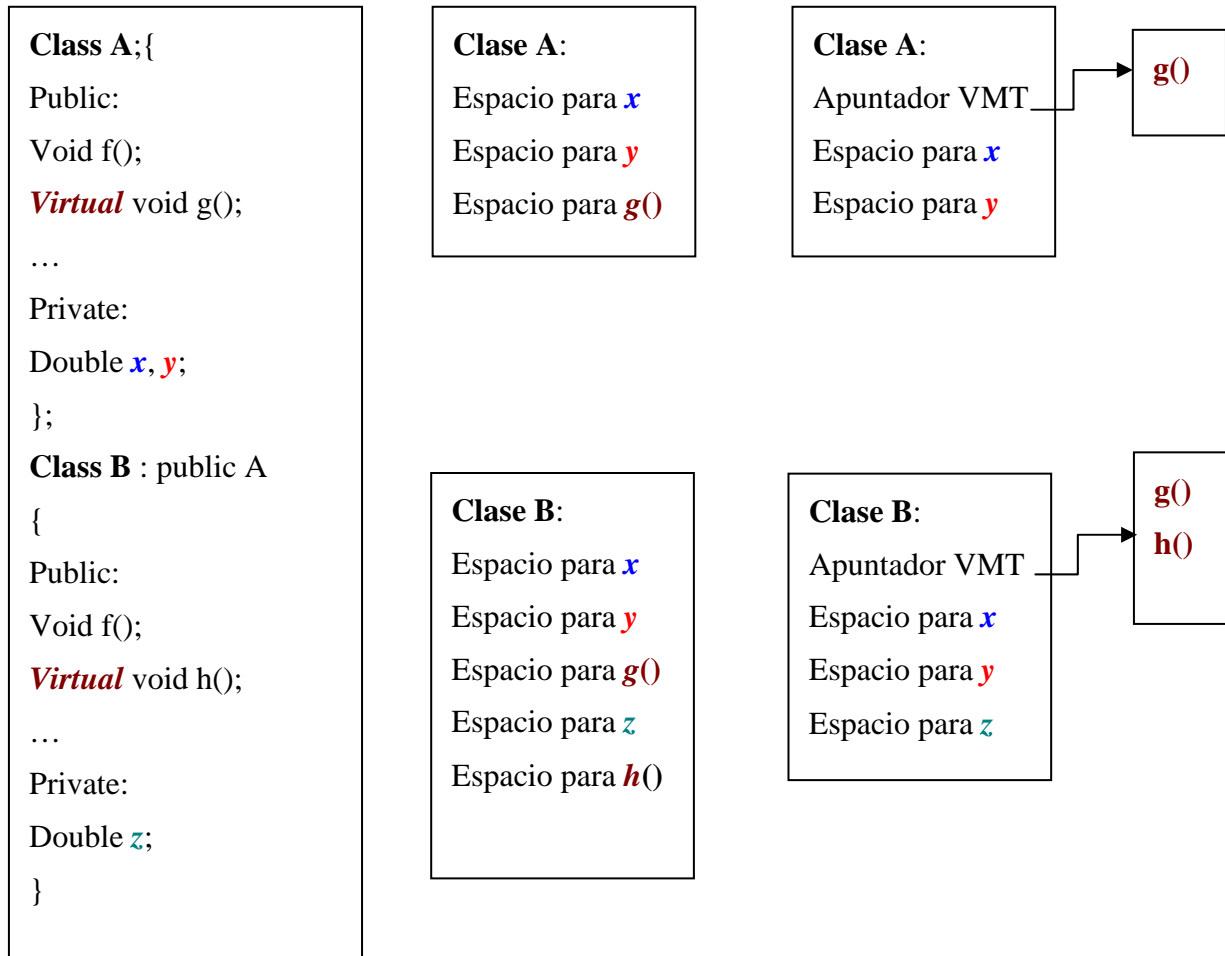 Class A;{
Public:
Void f();
Virtual void g();
…
Private:
Double x, y;
};
Class B : public A
{
Public:
Void f();
Virtual void h();
…
Private:
Double z;
}
Clase A:
Espacio para x
Espacio para y
Espacio para g()
Clase A:
Apuntador VMT
Espacio para x
Espacio para y
g()
Clase B:
Espacio para x
Espacio para y
Espacio para g()
Espacio para z
Espacio para h()
Clase B:
Apuntador VMT
Espacio para x
Espacio para y
Espacio para z
g()
h()